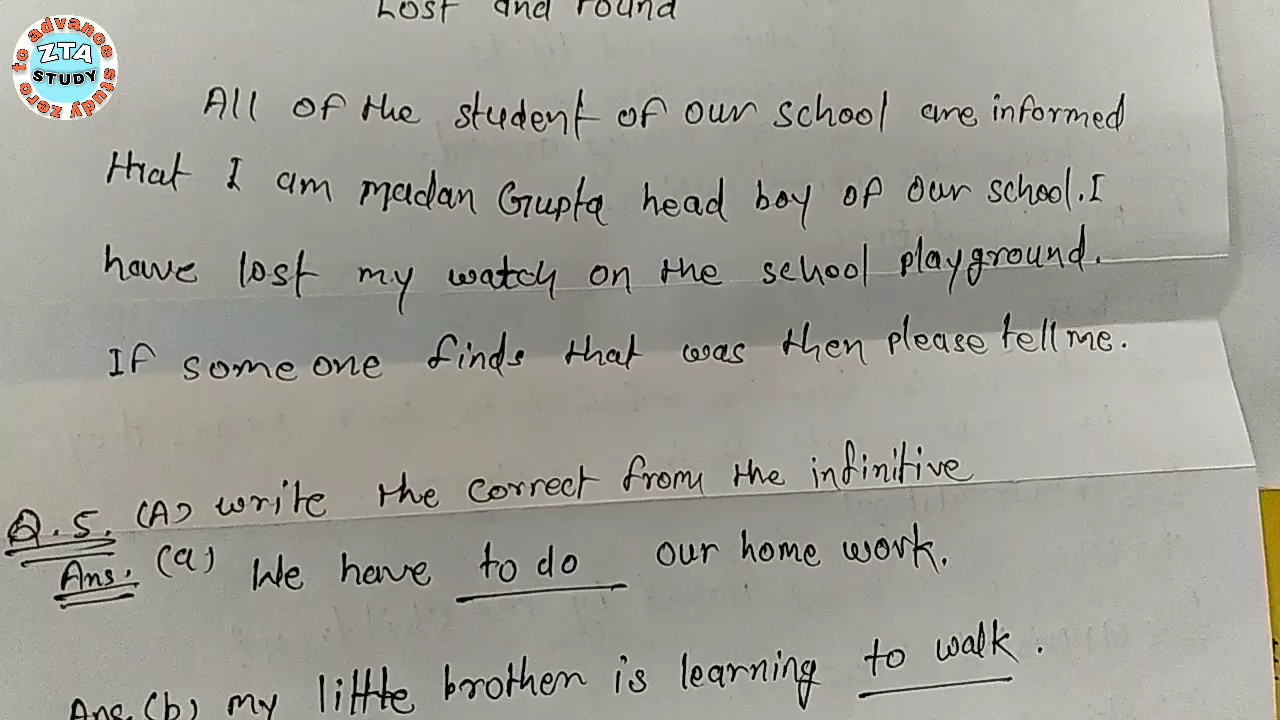 Lost and Found
to advance study zero
ZTA
STUDY
All of the student of our school are informed
that I am madan Gupta head boy of our school. I
have lost my watch on the school playground.
If some one finds that was then please tell me.
Q.5. (A) write the correct from the infinitive
Ans. (a) We have to do our home work.
Ans. (b) my little brother is learning to walk.